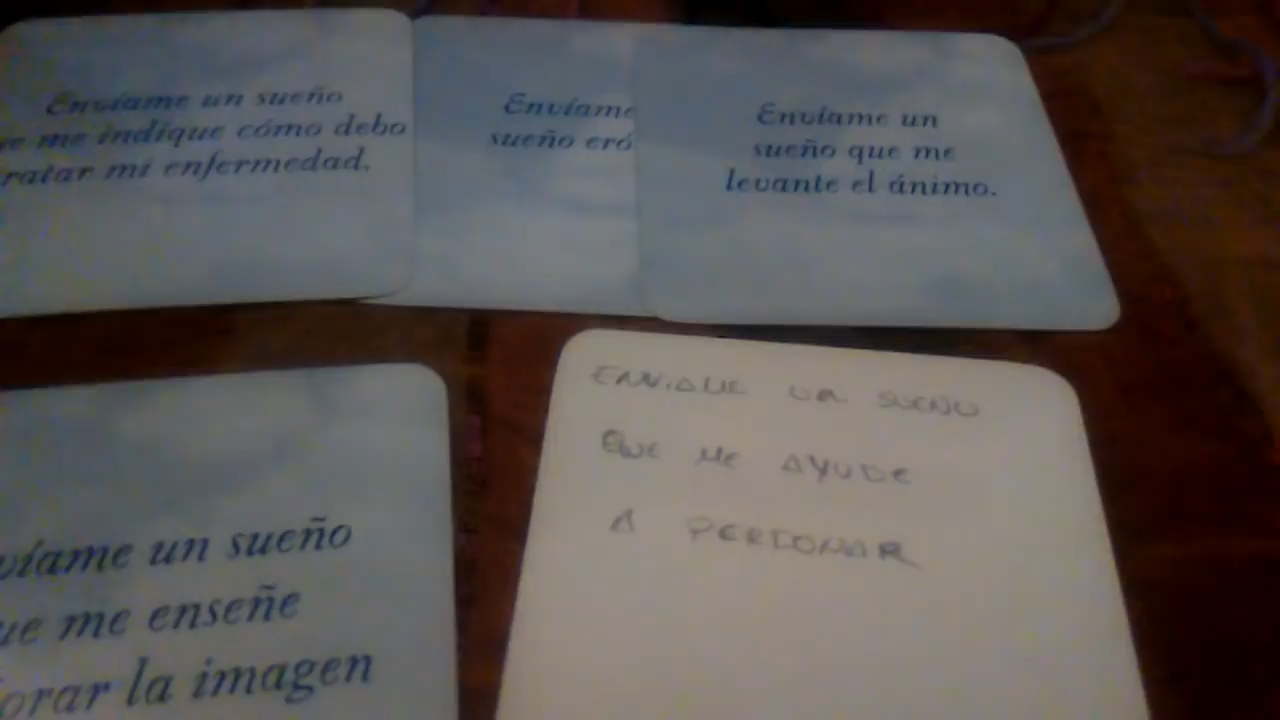 Envíame un sueño
ue me indique cómo debo
ratar mi enfermedad.
Envíame
sueño eró
Envíame un
sueño que me
levante el ánimo.
víame un sueño
ue me enseñe
orar la imagen
ENVIAME UN SUEÑO
QUE ME AYUDE
A PERDONAR